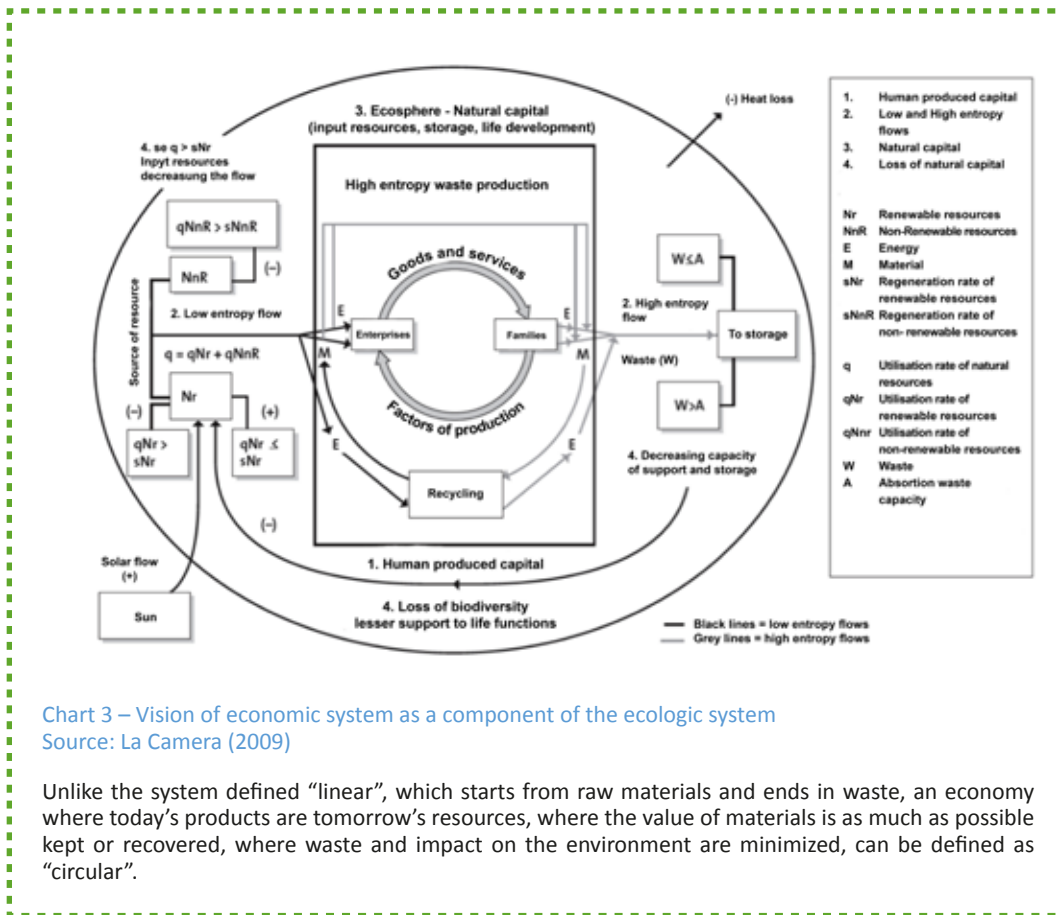 3. Ecosphere - Natural capital
(input resources, storage, life development)
(-) Heat loss
4. se q > sNr
Inpyt resources
decreasung the flow
High entropy waste production
qNnR > sNnR
NnR
(–)
Source of resource
2. Low entropy flow
q = qNr + qNnR
Nr
(–)
(+)
qNr >
sNr
qNr ≤
sNr
(–)
Solar flow
(+)
Sun
Goods and services
E
Enterprises
M
Families
E
M
Factors of production
E
E
Recycling
2. High entropy
flow
Waste (W)
W≤A
To storage
W>A
4. Decreasing capacity
of support and storage
1. Human produced capital
4. Loss of biodiversity
lesser support to life functions
Black lines = low entropy flows
Grey lines = high entropy flows
1. Human produced capital
2. Low and High entropy
flows
3. Natural capital
4. Loss of natural capital
Nr Renewable resources
NnR Non-Renewable resources
E Energy
M Material
sNr Regeneration rate of
renewable resources
sNnR Regeneration rate of
non- renewable resources
q Utilisation rate of natural
resources
qNr Utilisation rate of
renewable resources
qNnr Utilisation rate of
non-renewable resources
W Waste
A Absortion waste
capacity
Chart 3 – Vision of economic system as a component of the ecologic system
Source: La Camera (2009)
Unlike the system defined “linear”, which starts from raw materials and ends in waste, an economy
where today’s products are tomorrow’s resources, where the value of materials is as much as possible
kept or recovered, where waste and impact on the environment are minimized, can be defined as
“circular”.